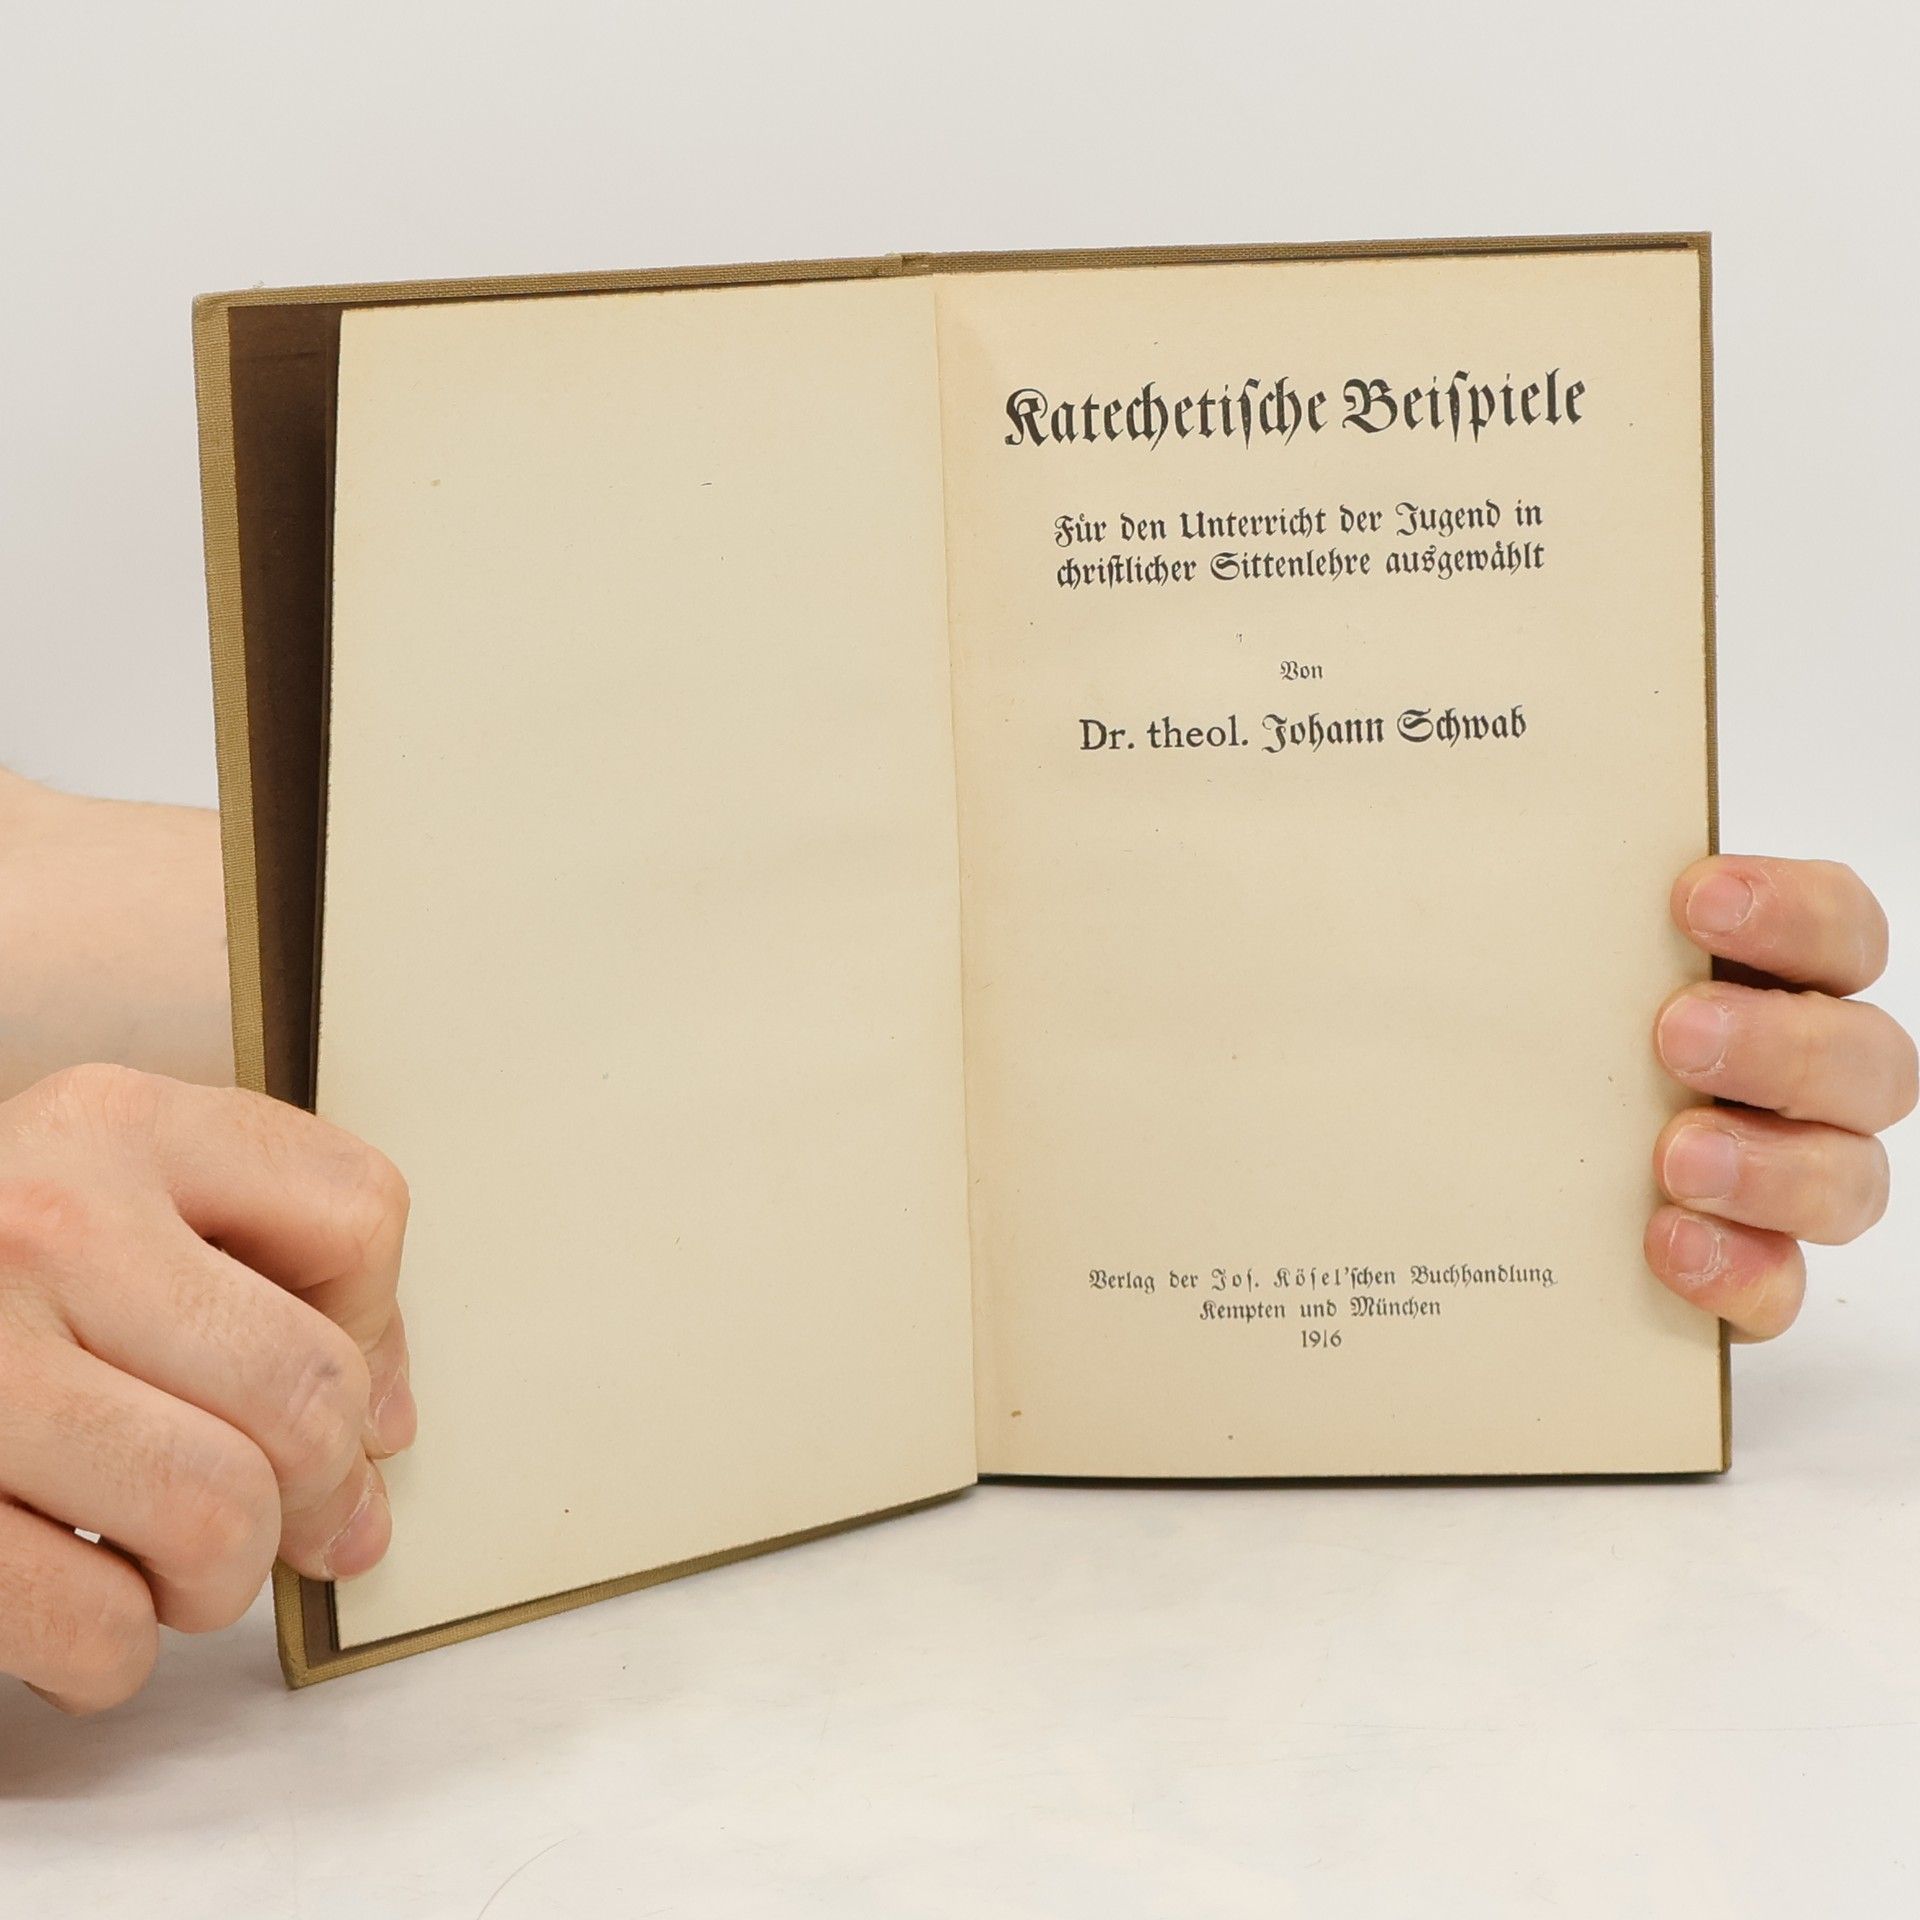 Katechetiſche Beiſpiele
Für den Unterricht der Jugend in
chriſtlicher Sittenlehre ausgewählt
Von
Dr. theol. Johann Schwab
Verlag der Joſ. Köſel'ſchen Buchhandlung
Kempten und München
1916